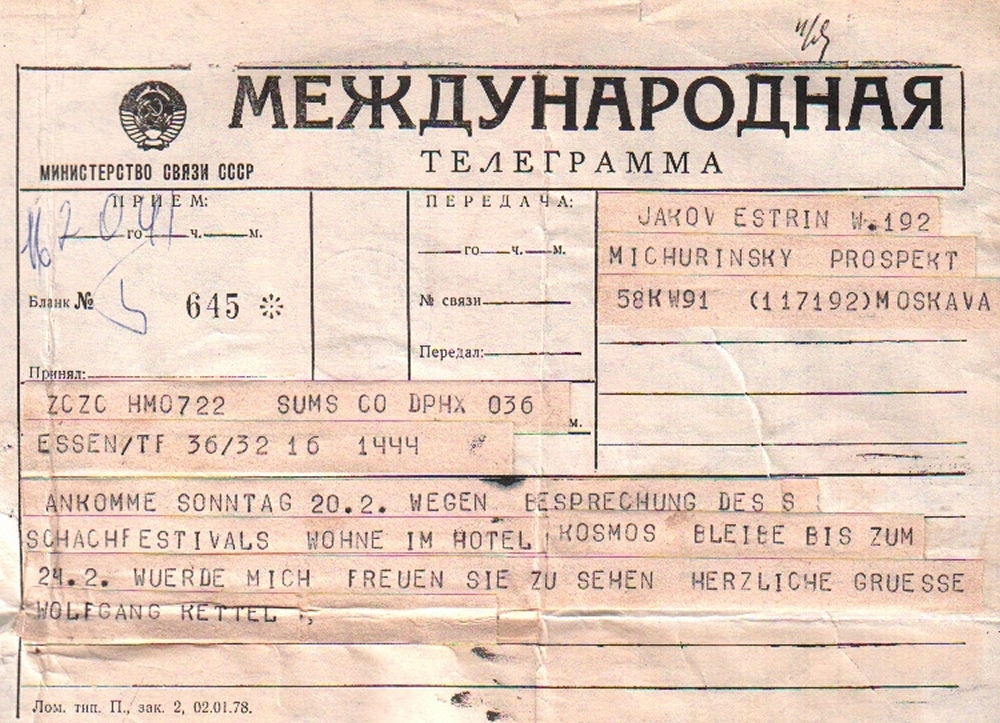 МЕЖДУНАРОДНАЯ
ТЕЛЕГРАММА
МИНИСТЕРСТВО СВЯЗИ СССР
ПРИЕМ:
го ч. м.
Бланк № 645 *
Принял:
ПЕРЕДАЧА:
го ч. м.
№ связи
Передал:
JAKOV ESTRIN W.192
MICHURINSKY PROSPEKT
58KW91 (117192)MOSKAVA
ZCZC HMO722 SUMS CO DPHX 036
м.
ESSEN/TF 36/32 16 1444
ANKOMME SONNTAG 20.2. WEGEN BESPRECHUNG DES S
SCHACHFESTIVALS WOHNE IM HOTEL KOSMOS BLEIBE BIS ZUM
24.2. WUERDE MICH FREUEN SIE ZU SEHEN HERZLICHE GRUESSE
WOLFGANG KETTEL
Лом. тип. П., зак. 2, 02.01.78.